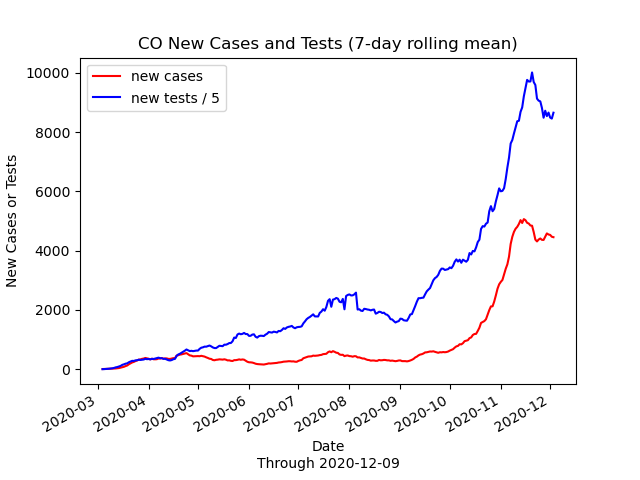 CO New Cases and Tests (7-day rolling mean)
new cases
new tests / 5
New Cases or Tests
10000
8000
6000
4000
2000
0
2020-03
2020-04
2020-05
2020-06
2020-07
2020-08
2020-09
2020-10
2020-11
2020-12
Date
Through 2020-12-09